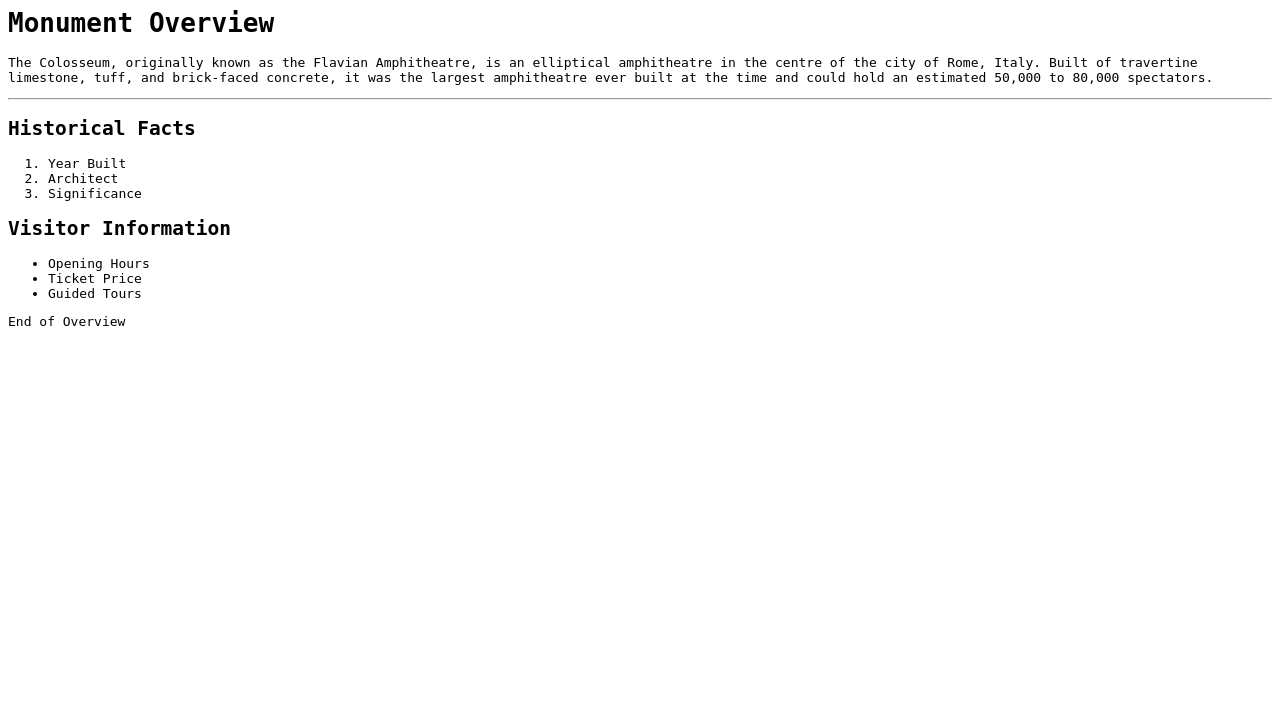 Monument Overview
The Colosseum, originally known as the Flavian Amphitheatre, is an elliptical amphitheatre in the centre of the city of Rome, Italy. Built of travertine
limestone, tuff, and brick-faced concrete, it was the largest amphitheatre ever built at the time and could hold an estimated 50,000 to 80,000 spectators.
Historical Facts
1. Year Built
2. Architect
3. Significance
Visitor Information
• Opening Hours
• Ticket Price
• Guided Tours
End of Overview